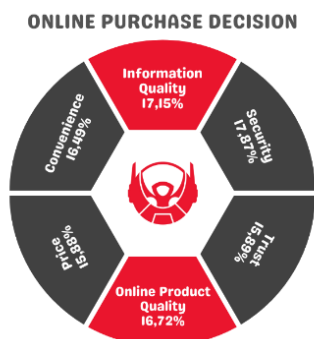 ONLINE PURCHASE DECISION
Information
Quality
17,15%
Security
17,87%
Trust
15,89%
Online Product
Quality
16,72%
Price
15,88%
Convenience
16,49%